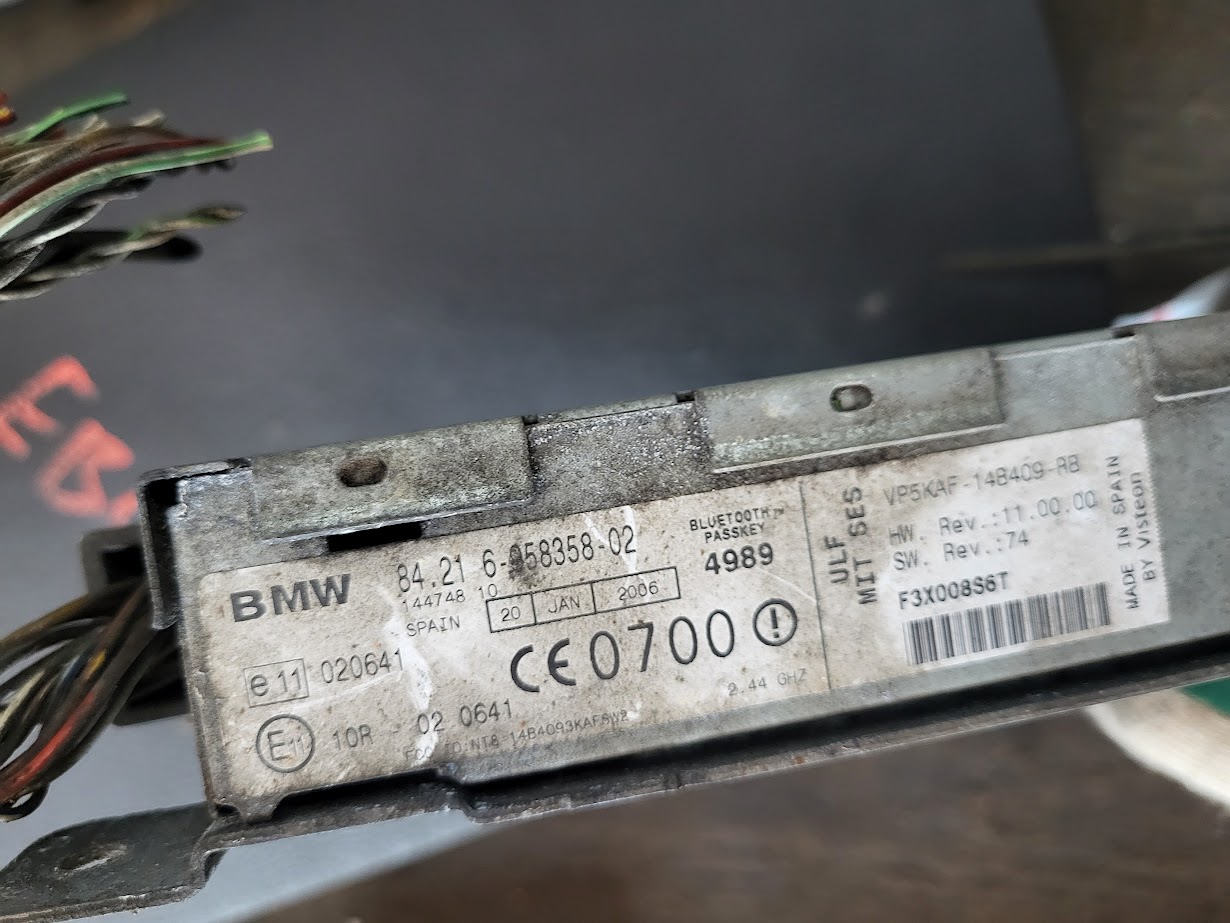 BMW
84.21 6-958358-02
144748 10
SPAIN
20 JAN 2006
BLUETOOTH™
PASSKEY
4989
e11 020641
CE0700
E11 10R - 02 0641
2.44 GHZ
ULF
MIT SES
VP5KAF-14B409-RB
HW. Rev.:11.00.00
SW. Rev.:74
F3X008S6T
MADE IN SPAIN
BY Visteon